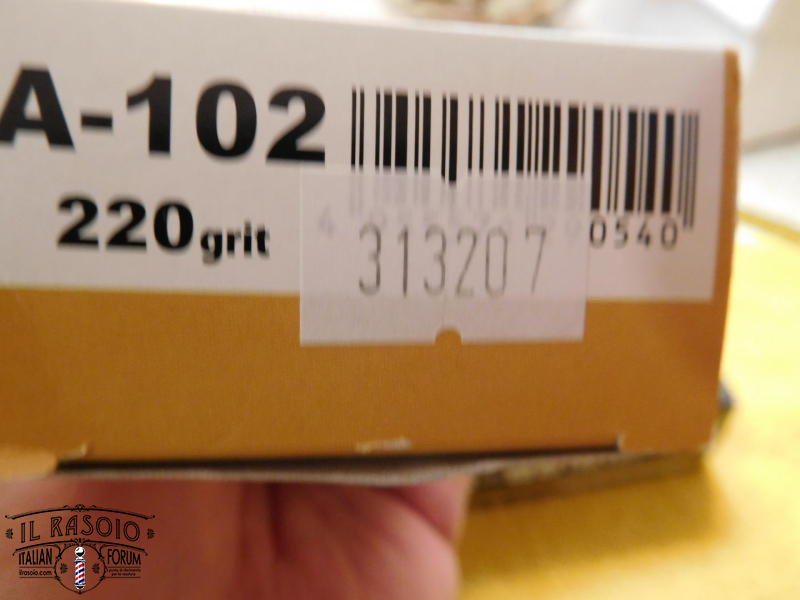 A-102
220grit
313207
0540
IL RASOIO
ITALIAN FORUM
ilrasoio.com